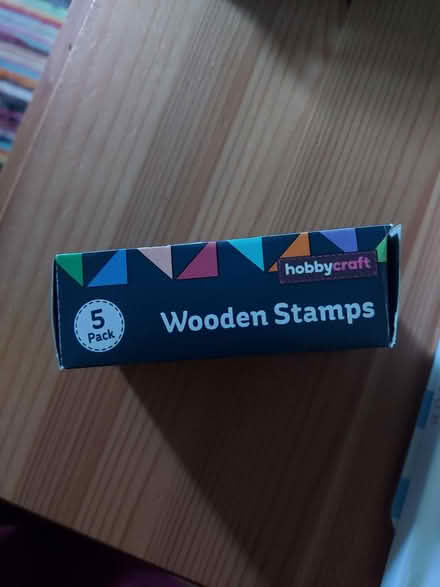 hobbycraft
5
Pack
Wooden Stamps